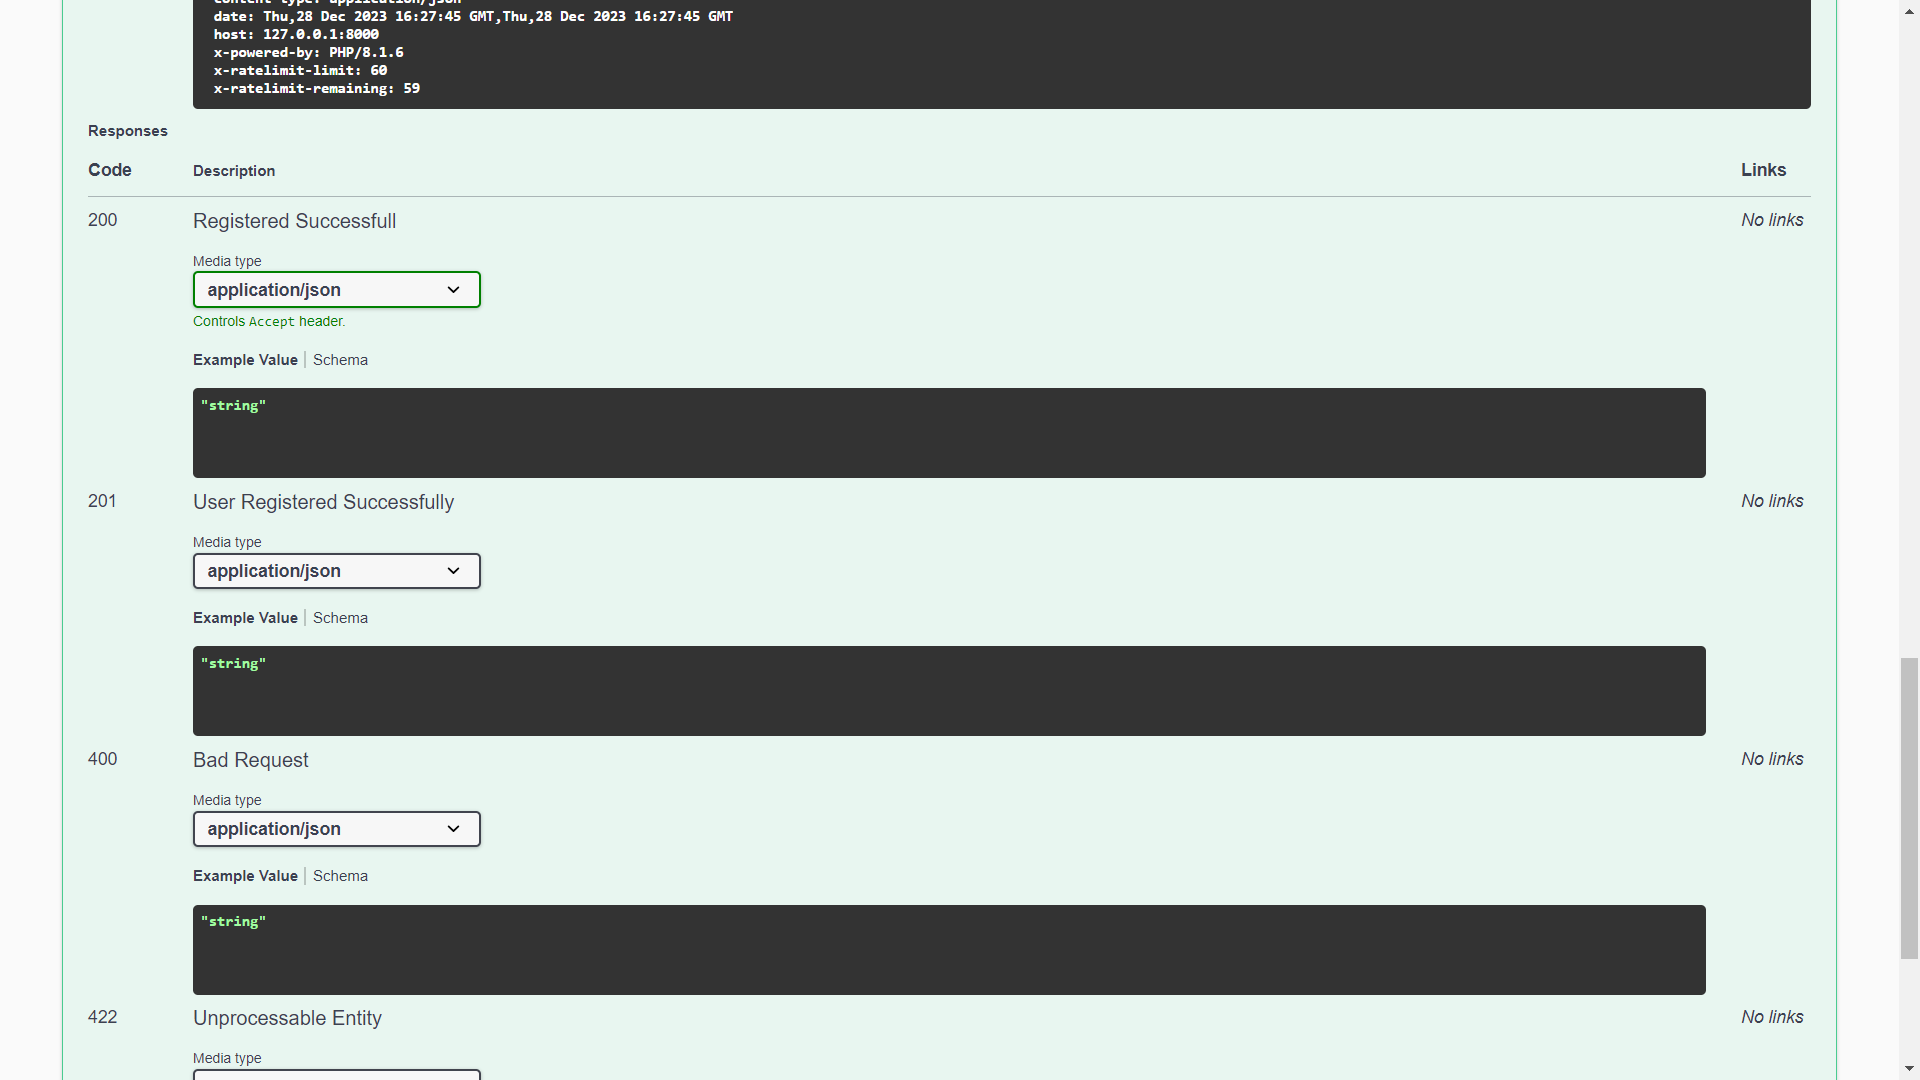 content-type: application/json
date: Thu,28 Dec 2023 16:27:45 GMT,Thu,28 Dec 2023 16:27:45 GMT
host: 127.0.0.1:8000
x-powered-by: PHP/8.1.6
x-ratelimit-limit: 60
x-ratelimit-remaining: 59
Responses
Code Description Links
200 Registered Successfull No links
Media type
application/json
Controls Accept header.
Example Value Schema
"string"
201 User Registered Successfully No links
Media type
application/json
Example Value Schema
"string"
400 Bad Request No links
Media type
application/json
Example Value Schema
"string"
422 Unprocessable Entity No links
Media type